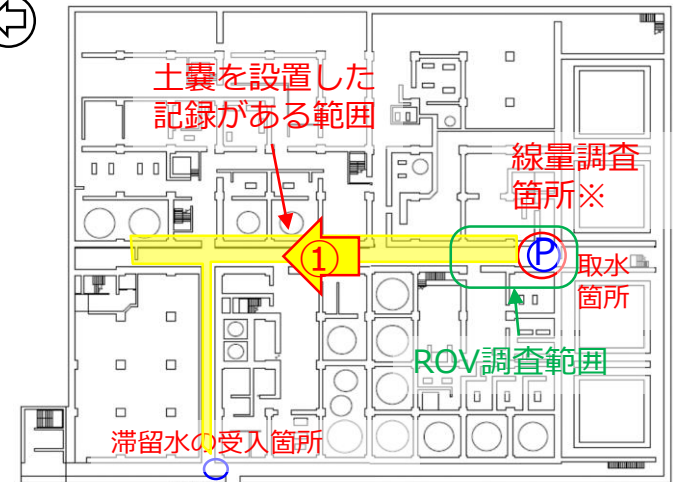 土嚢を設置した
記録がある範囲
線量調査
箇所※
①
P
取水
箇所
ROV調査範囲
滞留水の受入箇所